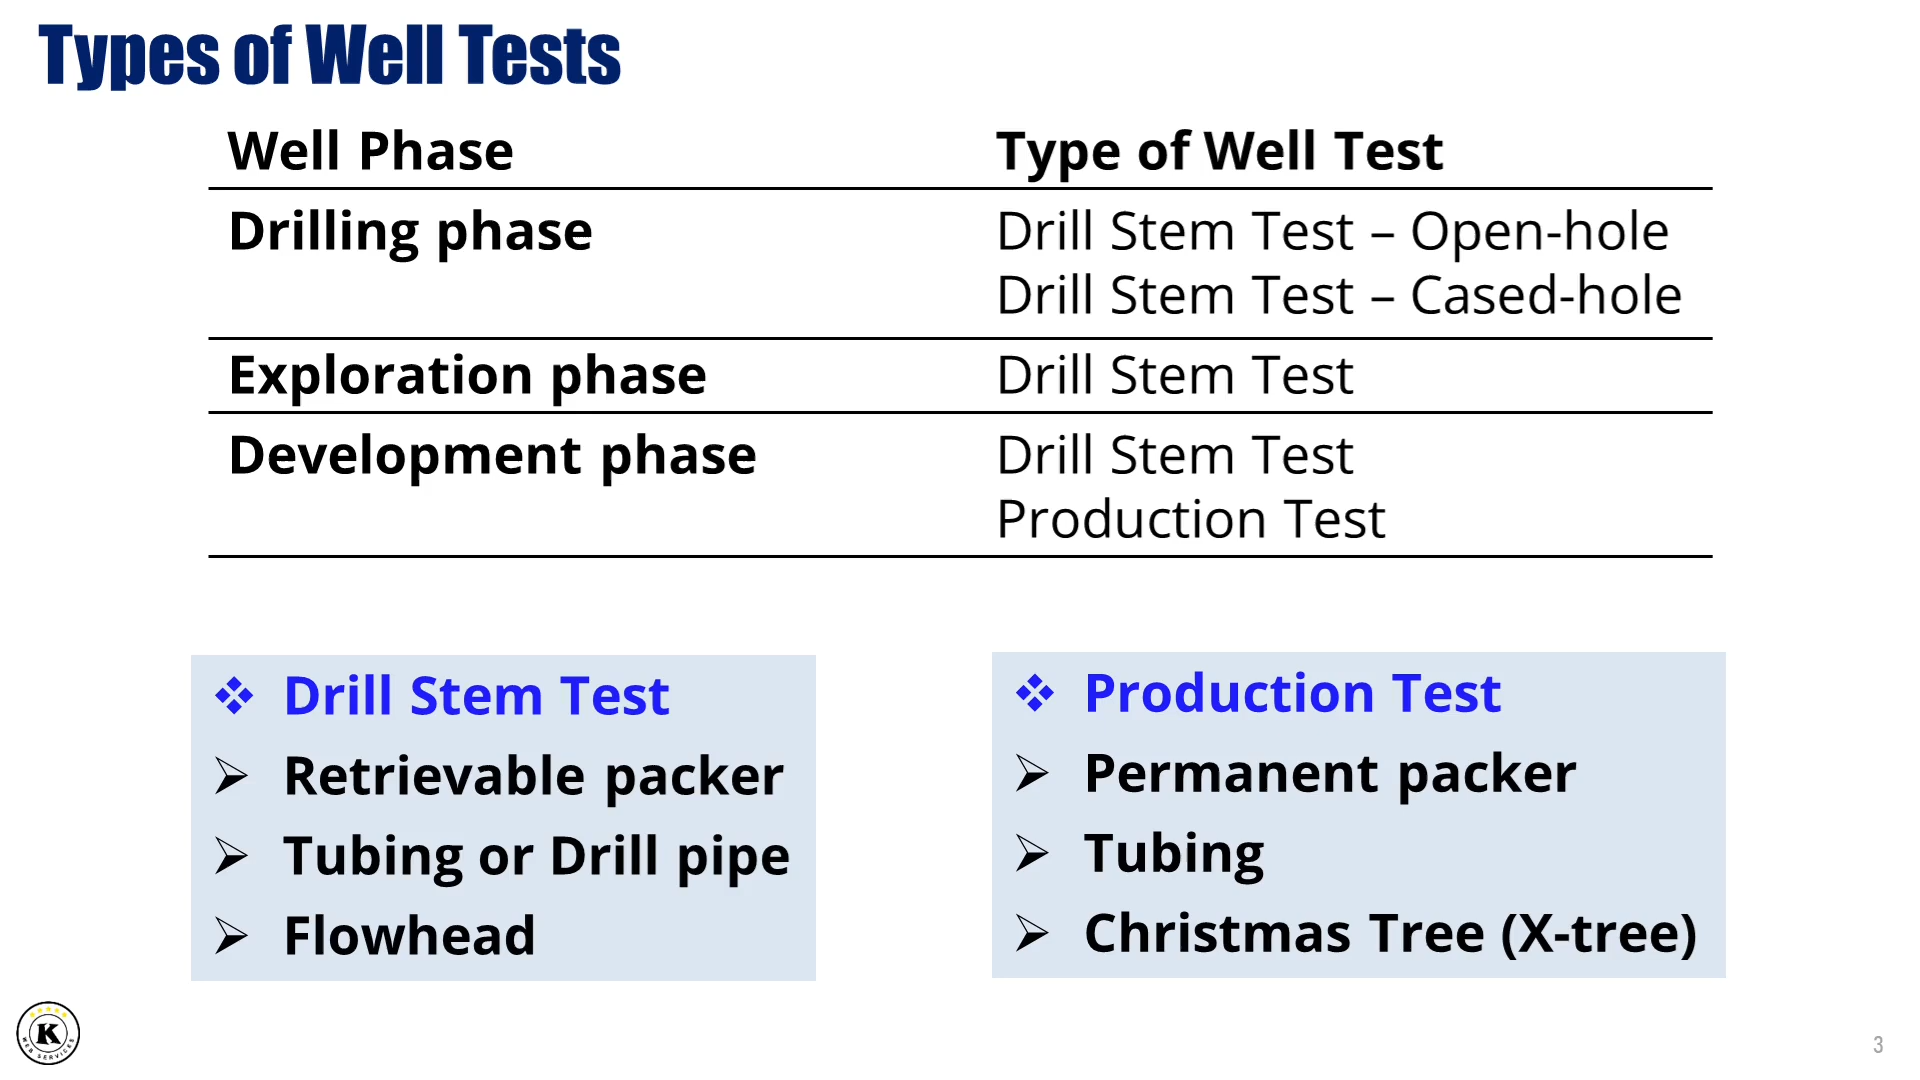 Types of Well Tests
Well Phase Type of Well Test
Drilling phase Drill Stem Test – Open-hole
Drill Stem Test – Cased-hole
Exploration phase Drill Stem Test
Development phase Drill Stem Test
Production Test
❖ Drill Stem Test
➢ Retrievable packer
➢ Tubing or Drill pipe
➢ Flowhead
❖ Production Test
➢ Permanent packer
➢ Tubing
➢ Christmas Tree (X-tree)
K
WEB SERVICES
3